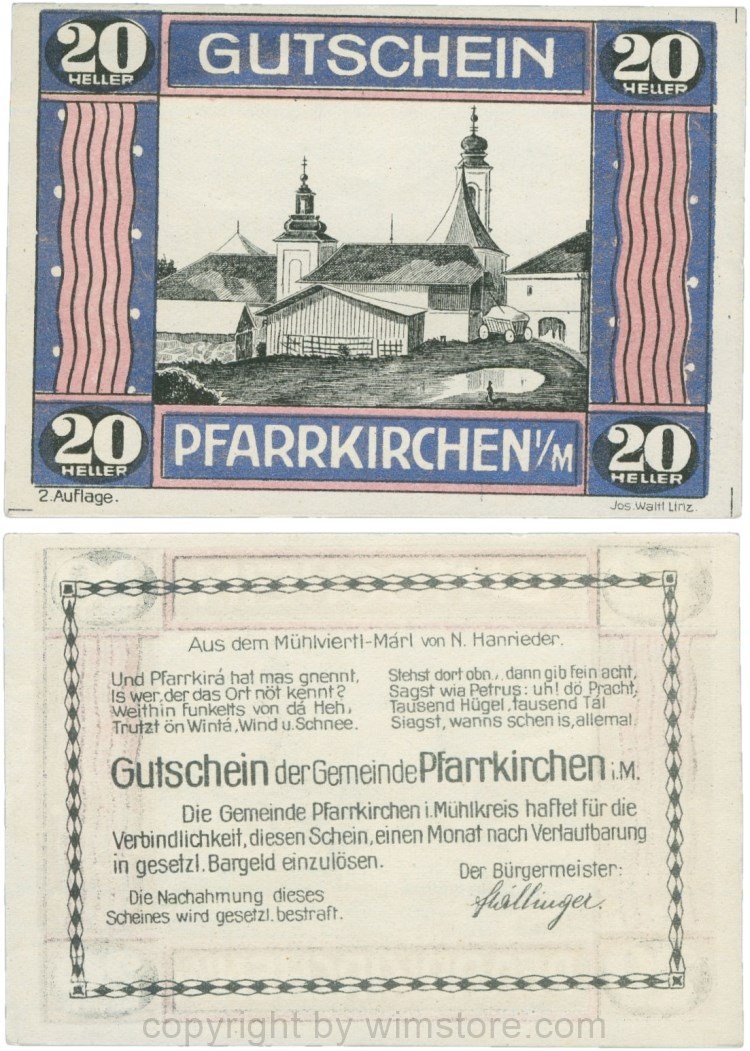 20 HELLER GUTSCHEIN 20 HELLER
20 HELLER PFARRKIRCHEN I/M 20 HELLER
2. Auflage.
Jos. Waltl Linz.
Aus dem Mühlviertl-Márl von N. Hanrieder.
Und Pfarrkirá hat mas gnennt,
Is wer, der das Ort nöt kennt?
Weithin funkelts von dá Heh,
Trutzt ön Wintá, Wind u. Schnee.
Stehst dort obn, dann gib fein acht,
Sagst wia Petrus: uh! dö Pracht,
Tausend Hügel, tausend Tál
Siagst, wanns schen is, allemal.
Gutschein der Gemeinde Pfarrkirchen i. M.
Die Gemeinde Pfarrkirchen i. Mühlkreis haftet für die
Verbindlichkeit, diesen Schein, einen Monat nach Verlautbarung
in gesetzl. Bargeld einzulösen.
Der Bürgermeister:
Die Nachahmung dieses
Scheines wird gesetzl. bestraft.
copyright by wimstore.com